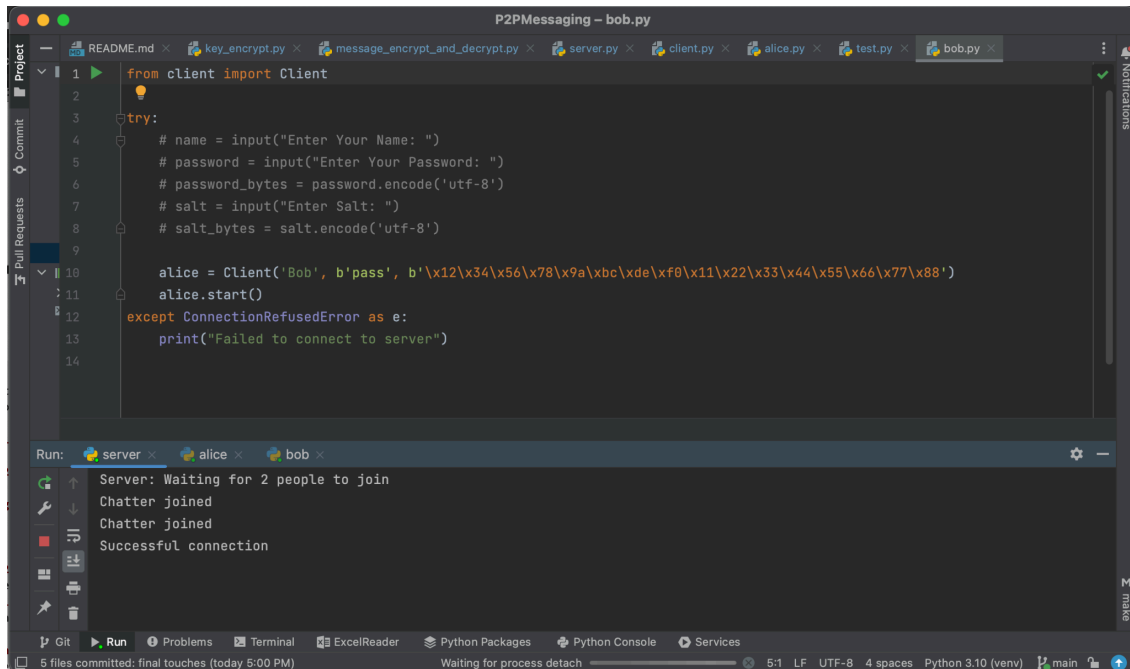 P2PMessaging – bob.py
README.md
key_encrypt.py
message_encrypt_and_decrypt.py
server.py
client.py
alice.py
test.py
bob.py
Project
Commit
Pull Requests
Notifications
1 from client import Client
2
3 try:
4 # name = input("Enter Your Name: ")
5 # password = input("Enter Your Password: ")
6 # password_bytes = password.encode('utf-8')
7 # salt = input("Enter Salt: ")
8 # salt_bytes = salt.encode('utf-8')
9
10 alice = Client('Bob', b'pass', b'\x12\x34\x56\x78\x9a\xbc\xde\xf0\x11\x22\x33\x44\x55\x66\x77\x88')
11 alice.start()
12 except ConnectionRefusedError as e:
13 print("Failed to connect to server")
14
Run: server alice bob
Server: Waiting for 2 people to join
Chatter joined
Chatter joined
Successful connection
M make
Git Run Problems Terminal ExcelReader Python Packages Python Console Services
5 files committed: final touches (today 5:00 PM) Waiting for process detach 5:1 LF UTF-8 4 spaces Python 3.10 (venv) main